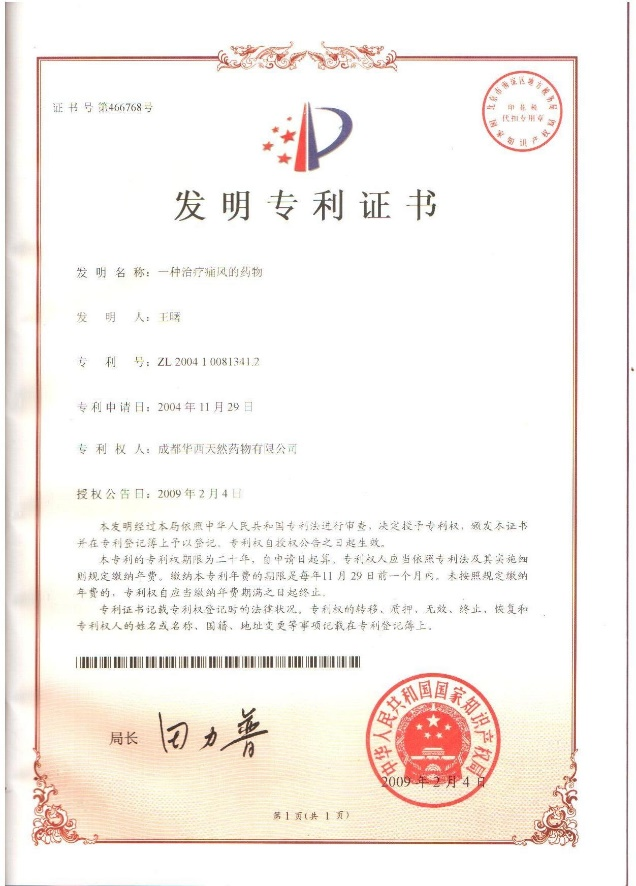 证书号第466768号
印花税
代扣专用章
发明专利证书
发明名称：一种治疗痛风的药物
发明人：王曙
专利号：ZL 2004 1 0081341.2
专利申请日：2004年11月29日
专利权人：成都华西天然药物有限公司
授权公告日：2009年2月4日
本发明经过本局依照中华人民共和国专利法进行审查，决定授予专利权，颁发本证书
并在专利登记簿上予以登记。专利权自授权公告之日起生效。
本专利的专利权期限为二十年，自申请日起算。专利权人应当依照专利法及其实施细
则规定缴纳年费。缴纳本专利年费的期限是每年11月29日前一个月内。未按照规定缴纳
年费的，专利权自应当缴纳年费期满之日起终止。
专利证书记载专利权登记时的法律状况。专利权的转移、质押、无效、终止、恢复和
专利权人的姓名或名称、国籍、地址变更等事项记载在专利登记簿上。
局长 田力普
中华人民共和国国家知识产权局
2009年2月4日
第1页(共1页)